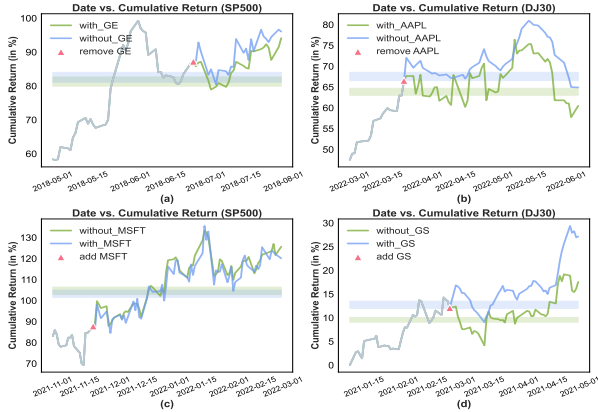 Date vs. Cumulative Return (SP500)
Cumulative Return (in %)
100
90
80
70
60
with_GE
without_GE
remove GE
2018-05-01
2018-05-15
2018-06-01
2018-06-15
2018-07-01
2018-07-15
2018-08-01
(a)
Date vs. Cumulative Return (DJ30)
Cumulative Return (in %)
80
75
70
65
60
55
50
with_AAPL
without_AAPL
remove AAPL
2022-03-01
2022-03-15
2022-04-01
2022-04-15
2022-05-01
2022-05-15
2022-06-01
(b)
Date vs. Cumulative Return (SP500)
Cumulative Return (in %)
130
120
110
100
90
80
70
without_MSFT
with_MSFT
add MSFT
2021-11-01
2021-11-15
2021-12-01
2021-12-15
2022-01-01
2022-01-15
2022-02-01
2022-02-15
2022-03-01
(c)
Date vs. Cumulative Return (DJ30)
Cumulative Return (in %)
30
25
20
15
10
5
0
without_GS
with_GS
add GS
2021-01-15
2021-02-01
2021-02-15
2021-03-01
2021-03-15
2021-04-01
2021-04-15
2021-05-01
(d)